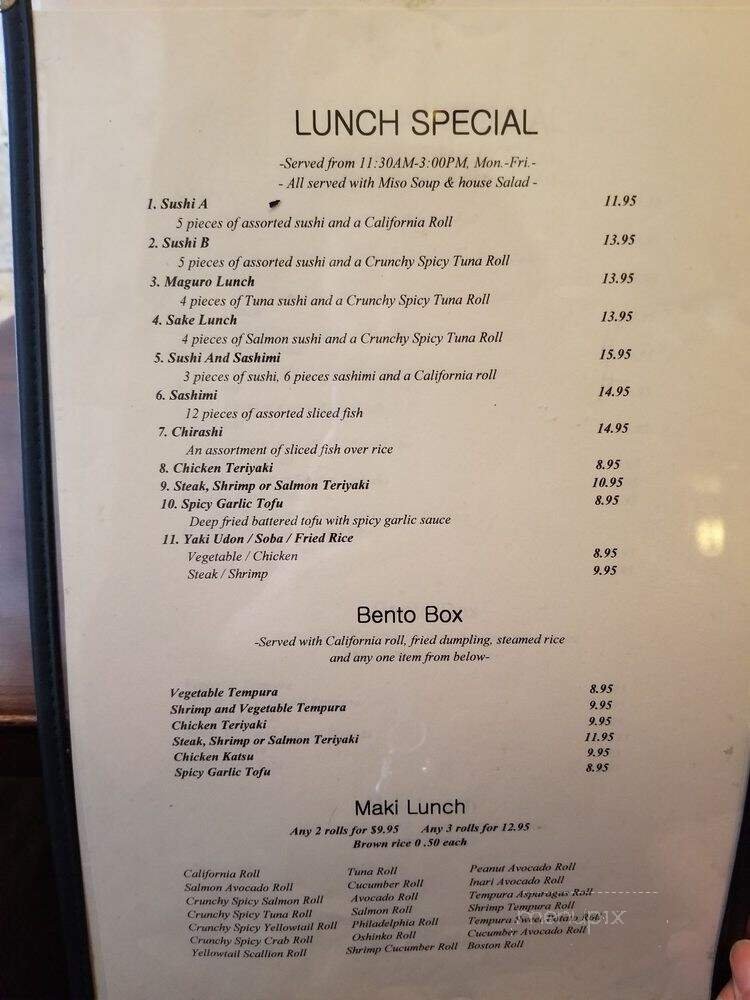 LUNCH SPECIAL
-Served from 11:30AM-3:00PM, Mon.-Fri.-
- All served with Miso Soup & house Salad -
1. Sushi A 11.95
5 pieces of assorted sushi and a California Roll
2. Sushi B 13.95
5 pieces of assorted sushi and a Crunchy Spicy Tuna Roll
3. Maguro Lunch 13.95
4 pieces of Tuna sushi and a Crunchy Spicy Tuna Roll
4. Sake Lunch 13.95
4 pieces of Salmon sushi and a Crunchy Spicy Tuna Roll
5. Sushi And Sashimi 15.95
3 pieces of sushi, 6 pieces sashimi and a California roll
6. Sashimi 14.95
12 pieces of assorted sliced fish
7. Chirashi 14.95
An assortment of sliced fish over rice
8. Chicken Teriyaki 8.95
9. Steak, Shrimp or Salmon Teriyaki 10.95
10. Spicy Garlic Tofu 8.95
Deep fried battered tofu with spicy garlic sauce
11. Yaki Udon / Soba / Fried Rice
Vegetable / Chicken 8.95
Steak / Shrimp 9.95
Bento Box
-Served with California roll, fried dumpling, steamed rice
and any one item from below-
Vegetable Tempura 8.95
Shrimp and Vegetable Tempura 9.95
Chicken Teriyaki 9.95
Steak, Shrimp or Salmon Teriyaki 11.95
Chicken Katsu 9.95
Spicy Garlic Tofu 8.95
Maki Lunch
Any 2 rolls for $9.95 Any 3 rolls for 12.95
Brown rice 0.50 each
California Roll Tuna Roll Peanut Avocado Roll
Salmon Avocado Roll Cucumber Roll Inari Avocado Roll
Crunchy Spicy Salmon Roll Avocado Roll Tempura Asparagus Roll
Crunchy Spicy Tuna Roll Salmon Roll Shrimp Tempura Roll
Crunchy Spicy Yellowtail Roll Philadelphia Roll Tempura Sweet Potato Roll
Crunchy Spicy Crab Roll Oshinko Roll Cucumber Avocado Roll
Yellowtail Scallion Roll Shrimp Cucumber Roll Boston Roll